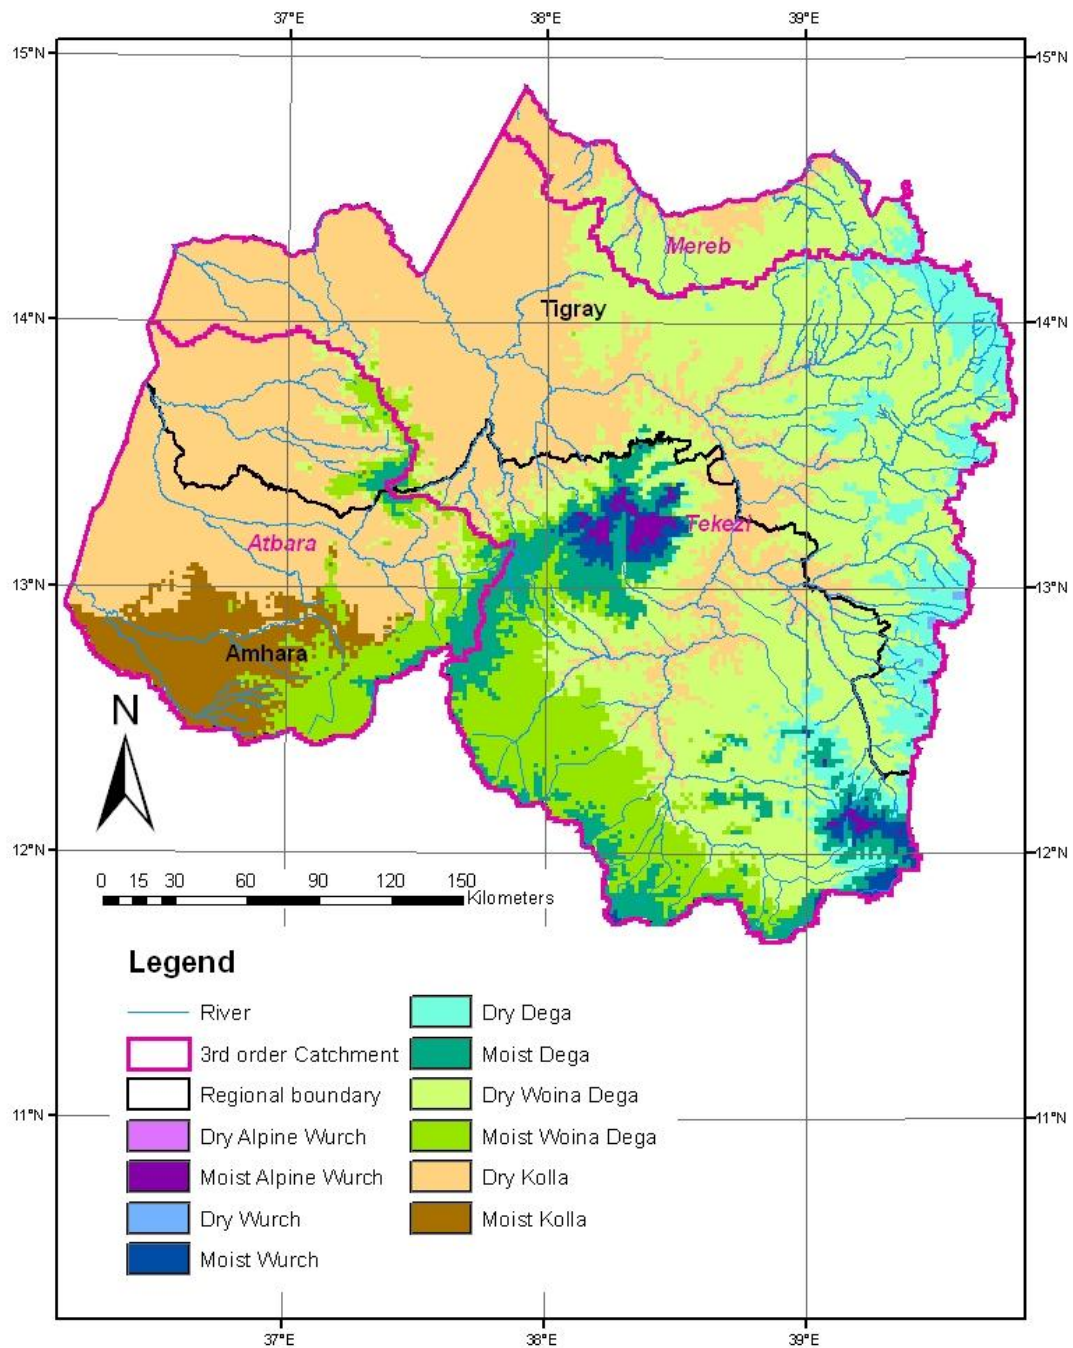 37°E 38°E 39°E
15°N 15°N
Mereb
Tigray
14°N 14°N
Tekezi
Atbara
13°N 13°N
Amhara
N
12°N 12°N
0 15 30 60 90 120 150
Kilometers
Legend
River
3rd order Catchment
Regional boundary
Dry Alpine Wurch
Moist Alpine Wurch
Dry Wurch
Moist Wurch
Dry Dega
Moist Dega
Dry Woina Dega
Moist Woina Dega
Dry Kolla
Moist Kolla
11°N 11°N
37°E 38°E 39°E